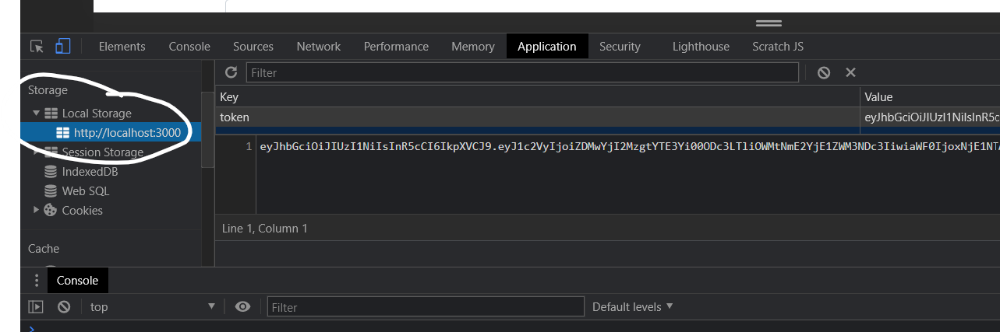 Elements Console Sources Network Performance Memory Application Security Lighthouse Scratch JS
Storage
Filter
Key Value
Local Storage
token eyJhbGciOiJIUzI1NiIsInR5c
http://localhost:3000
1 eyJhbGciOiJIUzI1NiIsInR5cCI6IkpXVCJ9.eyJ1c2VyIjoiZDMwYjI2MzgtYTE3Yi00ODc3LTliOWMtNmE2YjE1ZWM3NDc3IiwiaWF0IjoxNjE1NT
Session Storage
IndexedDB
Web SQL
Cookies
Line 1, Column 1
Cache
Console
top Filter Default levels